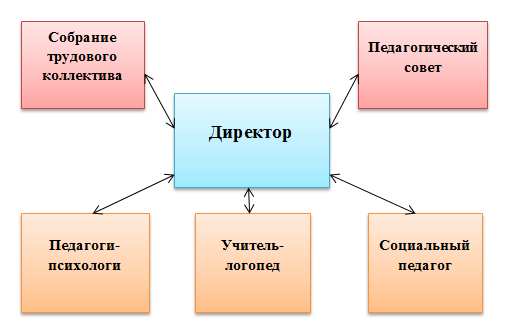 Собрание
трудового
коллектива
Педагогический
совет
Директор
Педагоги-
психологи
Учитель-
логопед
Социальный
педагог